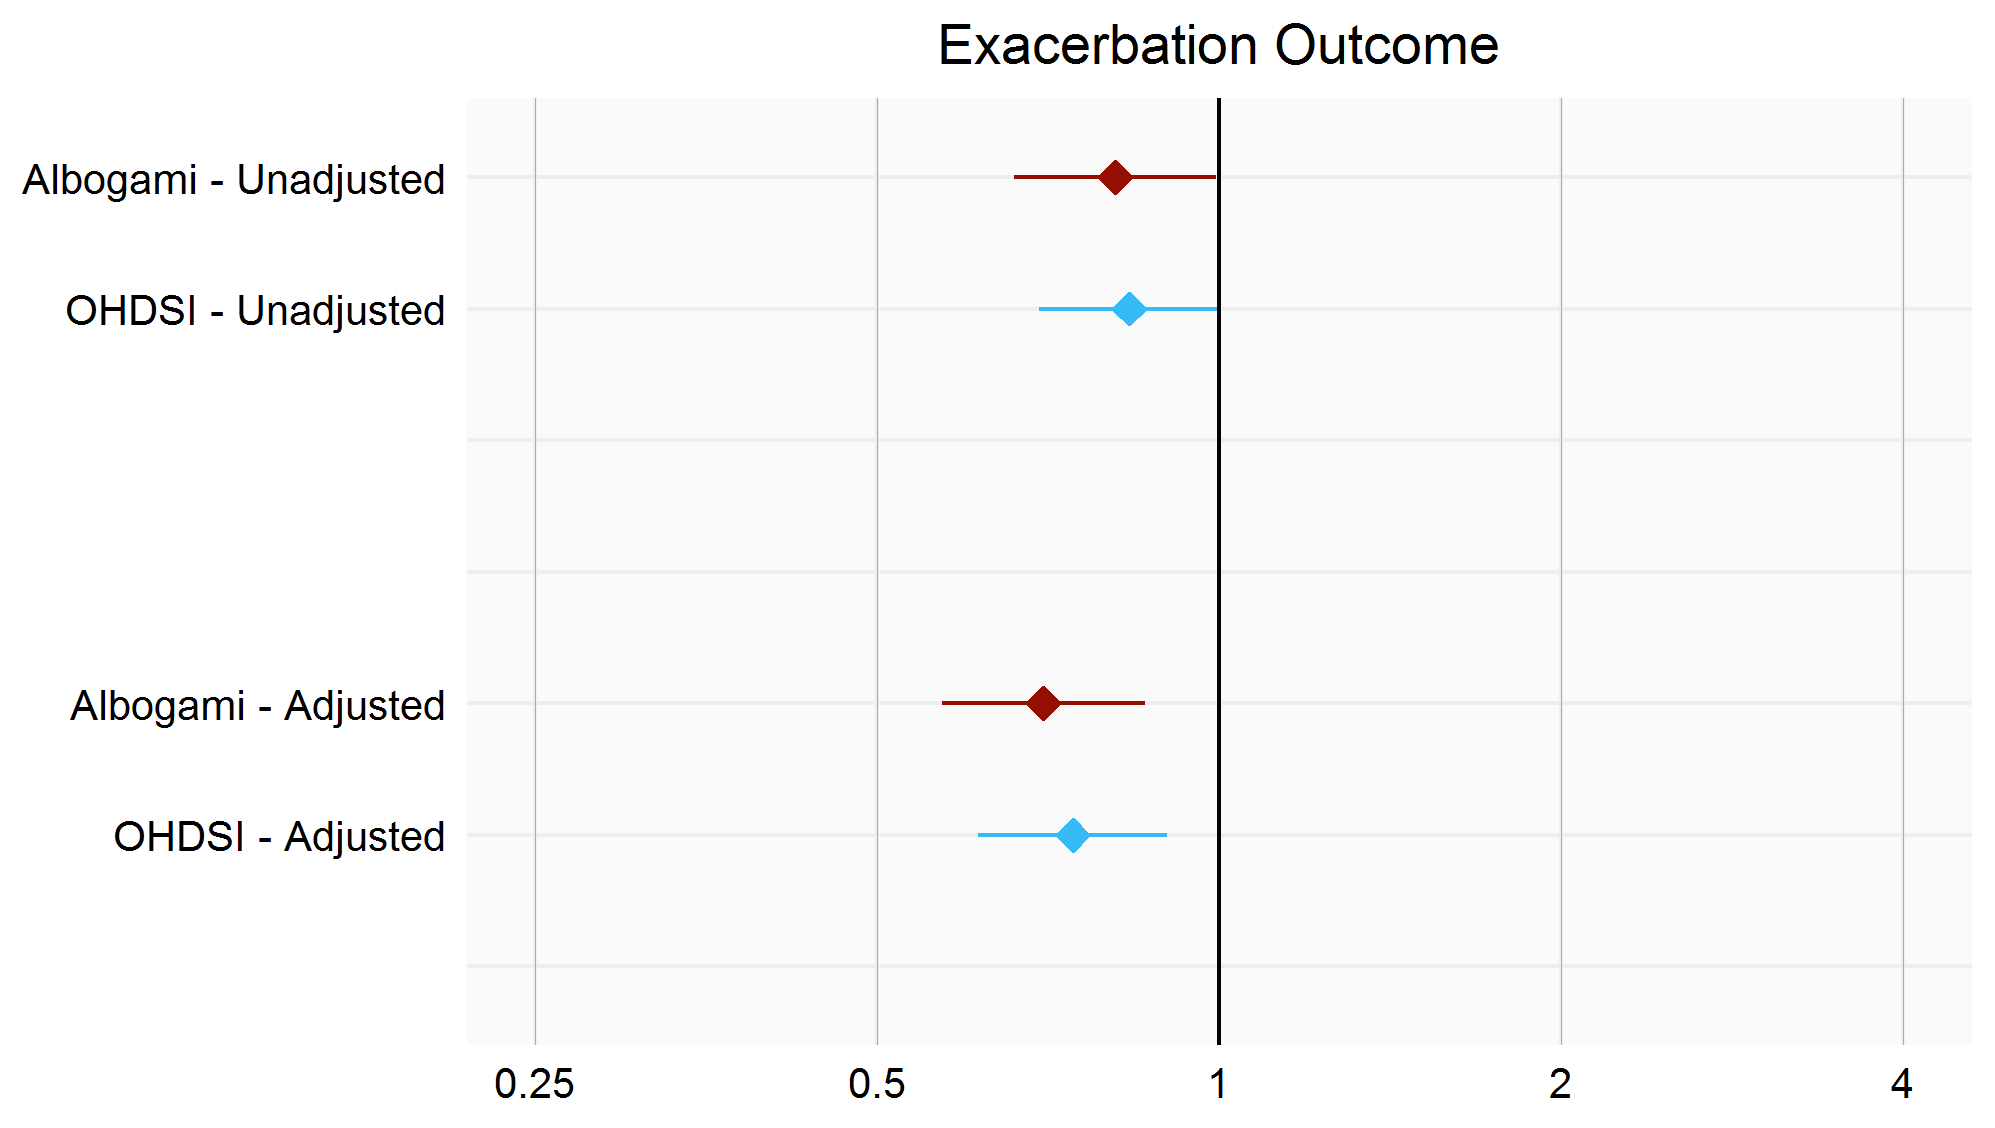 Exacerbation Outcome
Albogami - Unadjusted
OHDSI - Unadjusted
Albogami - Adjusted
OHDSI - Adjusted
0.25 0.5 1 2 4